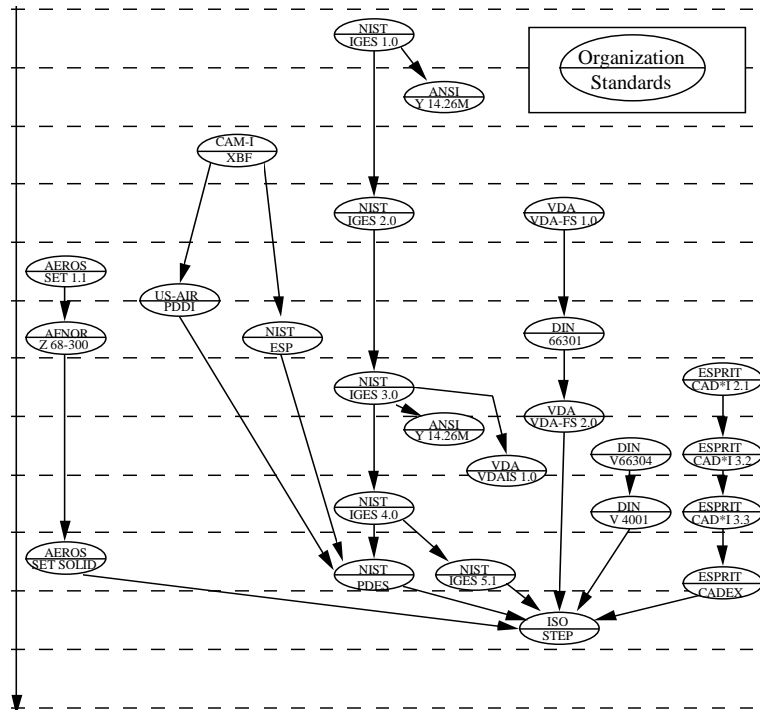 NIST
IGES 1.0
Organization
Standards
ANSI
Y 14.26M
CAM-I
XBF
NIST
IGES 2.0
VDA
VDA-FS 1.0
AEROS
SET 1.1
US-AIR
PDDI
AENOR
Z 68-300
NIST
ESP
DIN
66301
NIST
IGES 3.0
ESPRIT
CAD*I 2.1
ANSI
Y 14.26M
VDA
VDA-FS 2.0
VDA
VDAIS 1.0
DIN
V66304
ESPRIT
CAD*I 3.2
NIST
IGES 4.0
DIN
V 4001
ESPRIT
CAD*I 3.3
AEROS
SET SOLID
NIST
PDES
NIST
IGES 5.1
ESPRIT
CADEX
ISO
STEP